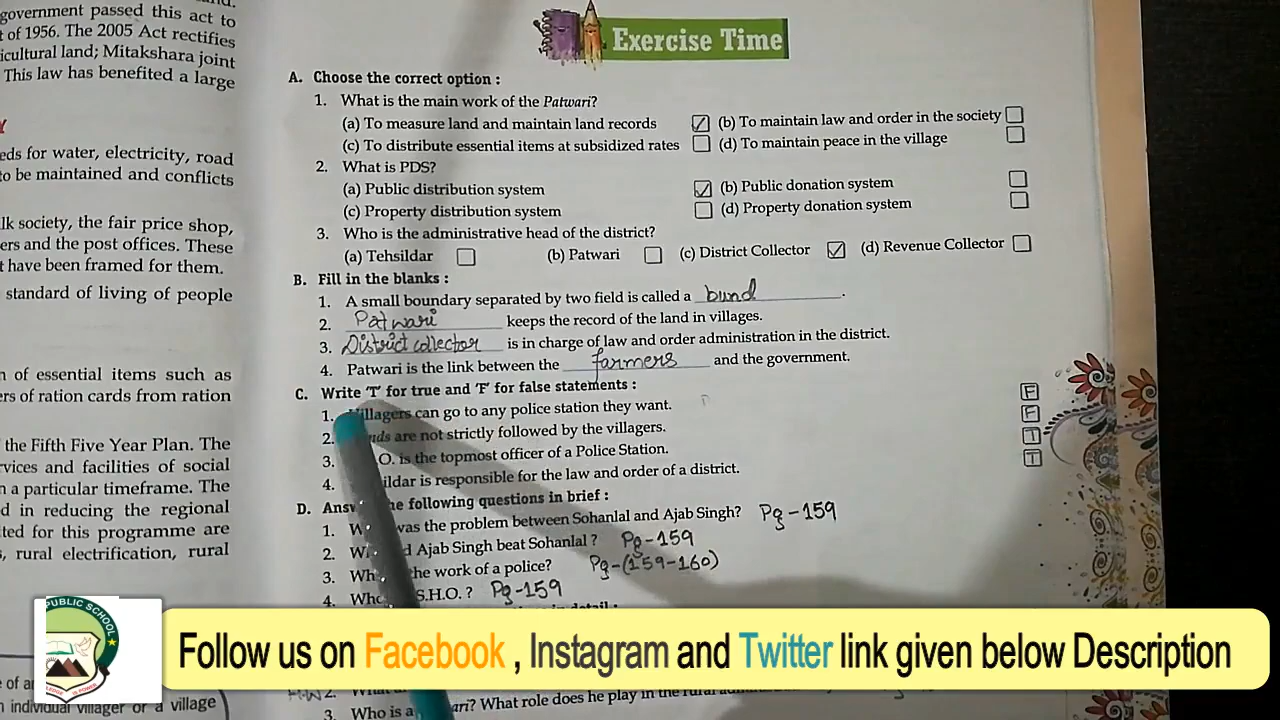 government passed this act to
of 1956. The 2005 Act rectifies
icultural land; Mitakshara joint
This law has benefited a large
eds for water, electricity, road
to be maintained and conflicts
lk society, the fair price shop,
ers and the post offices. These
t have been framed for them.
standard of living of people
n of essential items such as
ers of ration cards from ration
the Fifth Five Year Plan. The
rvices and facilities of social
n a particular timeframe. The
d in reducing the regional
ted for this programme are
s, rural electrification, rural
Exercise Time
A. Choose the correct option :
1. What is the main work of the Patwari?
(a) To measure land and maintain land records (b) To maintain law and order in the society
(c) To distribute essential items at subsidized rates (d) To maintain peace in the village
2. What is PDS?
(a) Public distribution system (b) Public donation system
(c) Property distribution system (d) Property donation system
3. Who is the administrative head of the district?
(a) Tehsildar (b) Patwari (c) District Collector (d) Revenue Collector
B. Fill in the blanks :
1. A small boundary separated by two field is called a bund.
2. Patwari keeps the record of the land in villages.
3. District collector is in charge of law and order administration in the district.
4. Patwari is the link between the farmers and the government.
C. Write 'T' for true and 'F' for false statements :
1. Villagers can go to any police station they want. F
2. are not strictly followed by the villagers. F
3. O. is the topmost officer of a Police Station. T
4. ildar is responsible for the law and order of a district. T
D. Answ he following questions in brief :
1. was the problem between Sohanlal and Ajab Singh? Pg-159
2. Ajab Singh beat Sohanlal ? Pg-159
3. the work of a police? Pg-(159-160)
4. Who S.H.O. ? Pg-159
in detail :
PUBLIC SCHOOL
Follow us on Facebook , Instagram and Twitter link given below Description
individual villager or a village
H.W 2.
3. Who is a ari? What role does he play in the rural